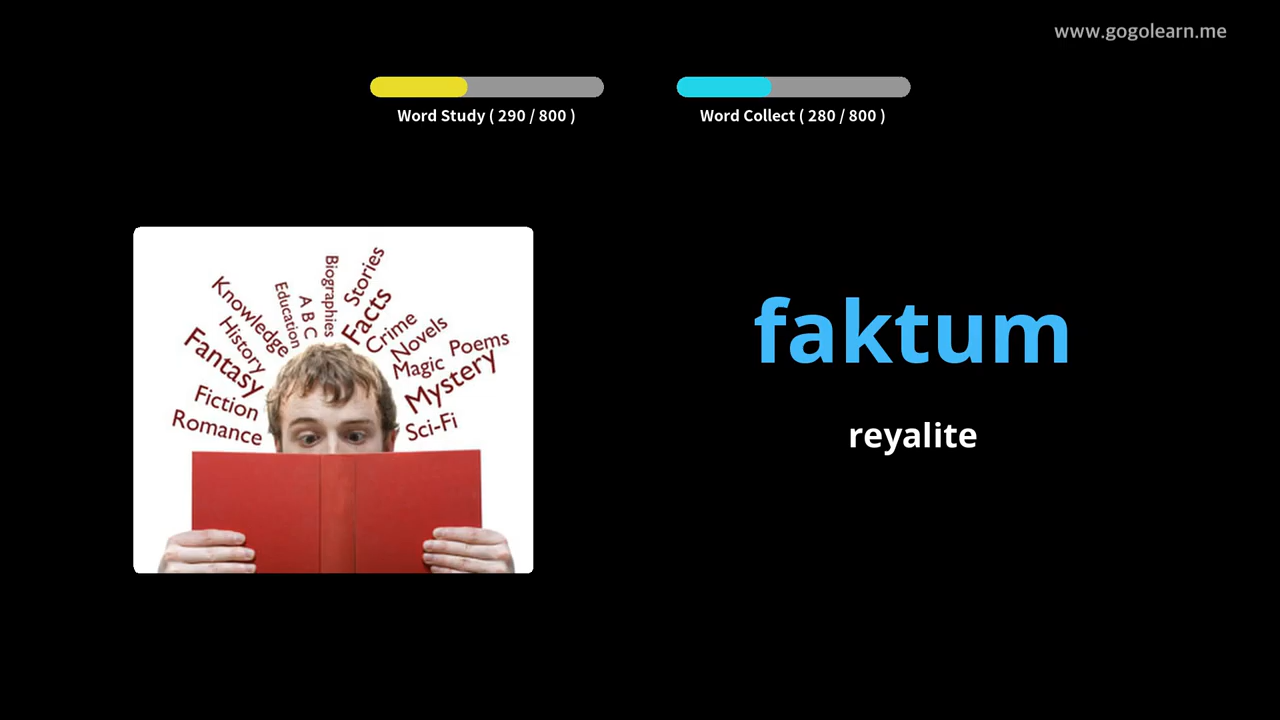 www.gogolearn.me
Word Study ( 290 / 800 )
Word Collect ( 280 / 800 )
Knowledge
Education
A B C
Biographies
Stories
Facts
History
Fantasy
Crime
Novels
Poems
Magic
Mystery
Fiction
Romance
Sci-Fi
faktum
reyalite